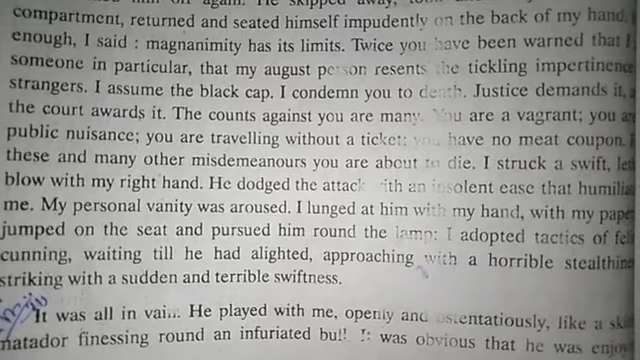 off again. He skipped away,
compartment, returned and seated himself impudently on the back of my hand.
enough, I said : magnanimity has its limits. Twice you have been warned that I
someone in particular, that my august person resents the tickling impertinence
strangers. I assume the black cap. I condemn you to death. Justice demands it,
the court awards it. The counts against you are many. You are a vagrant; you
public nuisance; you are travelling without a ticket; you have no meat coupon.
these and many other misdemeanours you are about to die. I struck a swift,
blow with my right hand. He dodged the attack with an insolent ease that
me. My personal vanity was aroused. I lunged at him with my hand, with my
jumped on the seat and pursued him round the lamp: I adopted tactics of
cunning, waiting till he had alighted, approaching with a horrible
striking with a sudden and terrible swiftness.
It was all in vain. He played with me, openly and ostentatiously, like a
matador finessing round an infuriated bull. It was obvious that he was